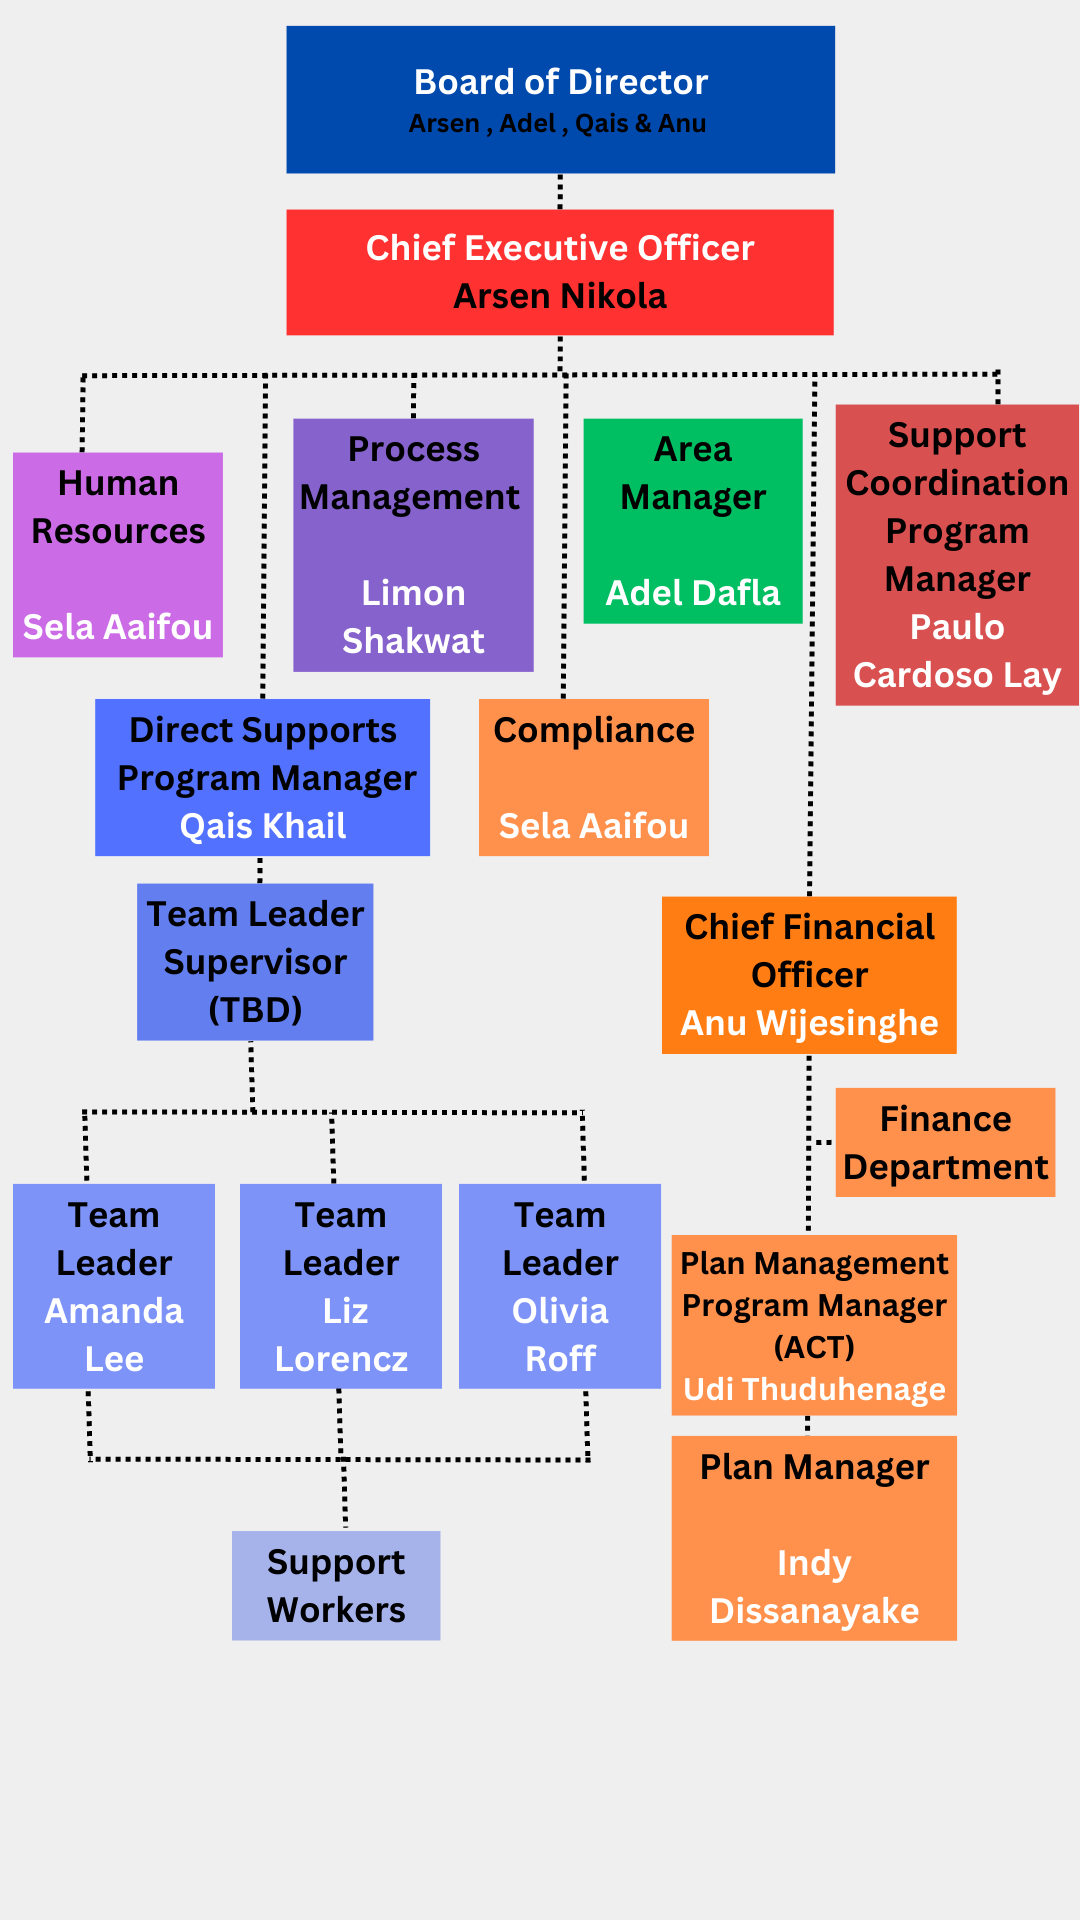 Board of Director
Arsen , Adel , Qais & Anu
Chief Executive Officer
Arsen Nikola
Human
Resources
Sela Aaifou
Process
Management
Limon
Shakwat
Area
Manager
Adel Dafla
Support
Coordination
Program
Manager
Paulo
Cardoso Lay
Direct Supports
Program Manager
Qais Khail
Compliance
Sela Aaifou
Team Leader
Supervisor
(TBD)
Chief Financial
Officer
Anu Wijesinghe
Finance
Department
Team
Leader
Amanda
Lee
Team
Leader
Liz
Lorencz
Team
Leader
Olivia
Roff
Plan Management
Program Manager
(ACT)
Udi Thuduhenage
Plan Manager
Indy
Dissanayake
Support
Workers